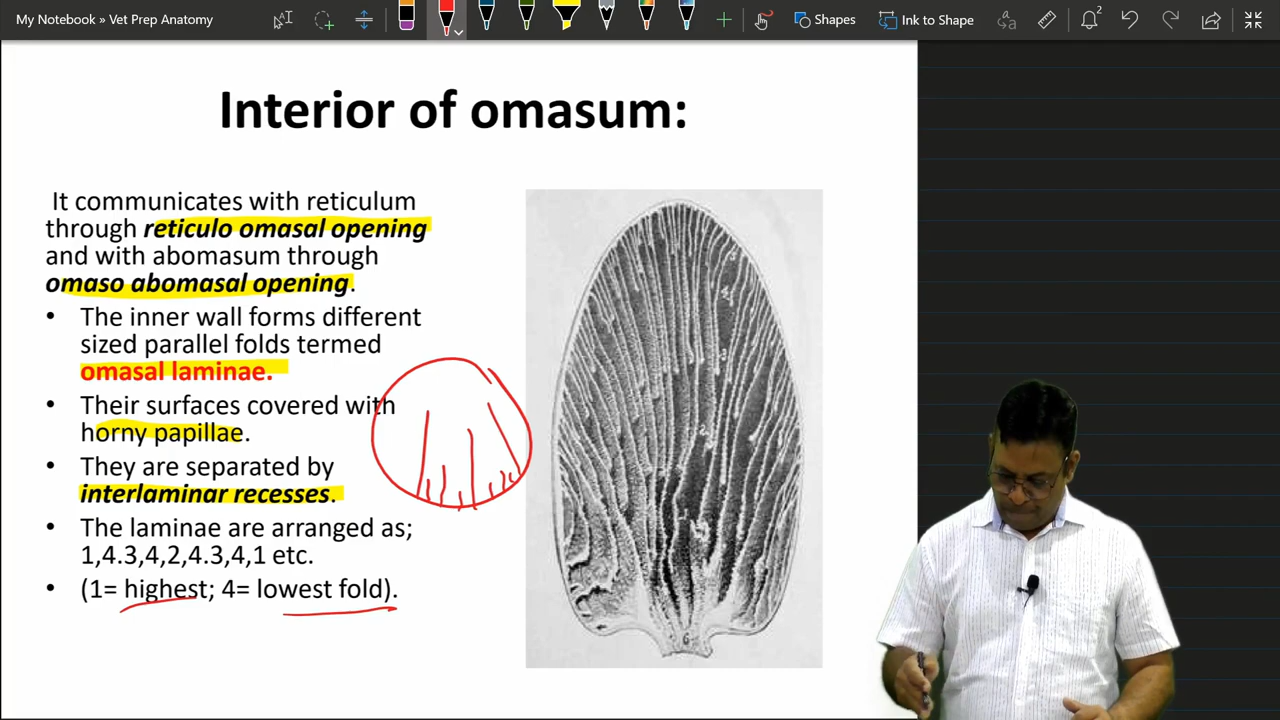 My Notebook » Vet Prep Anatomy
Shapes
Ink to Shape
2
Interior of omasum:
It communicates with reticulum
through reticulo omasal opening
and with abomasum through
omaso abomasal opening.
• The inner wall forms different
sized parallel folds termed
omasal laminae.
• Their surfaces covered with
horny papillae.
• They are separated by
interlaminar recesses.
• The laminae are arranged as;
1,4.3,4,2,4.3,4,1 etc.
• (1= highest; 4= lowest fold).
6